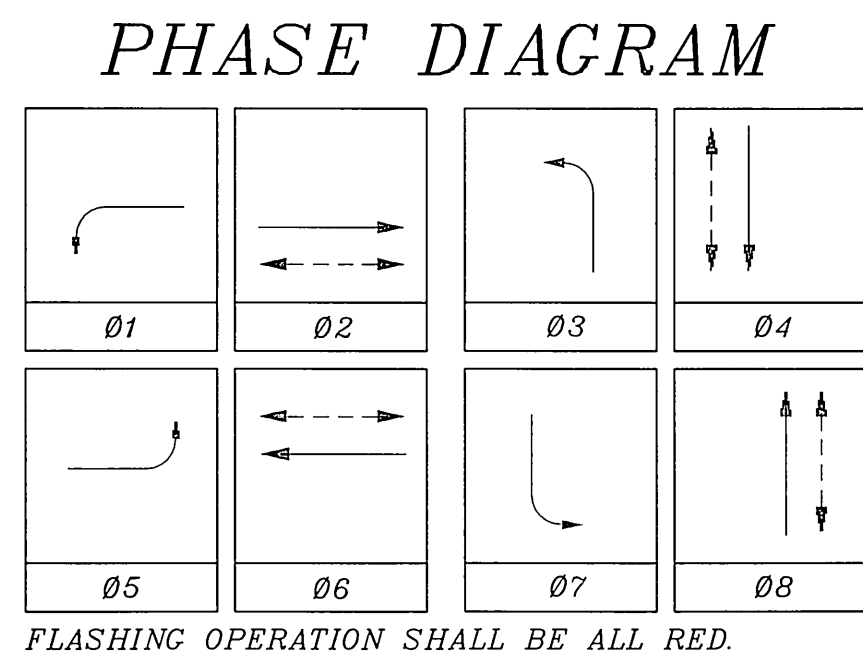 PHASE DIAGRAM
Ø1 Ø2 Ø3 Ø4
Ø5 Ø6 Ø7 Ø8
FLASHING OPERATION SHALL BE ALL RED.